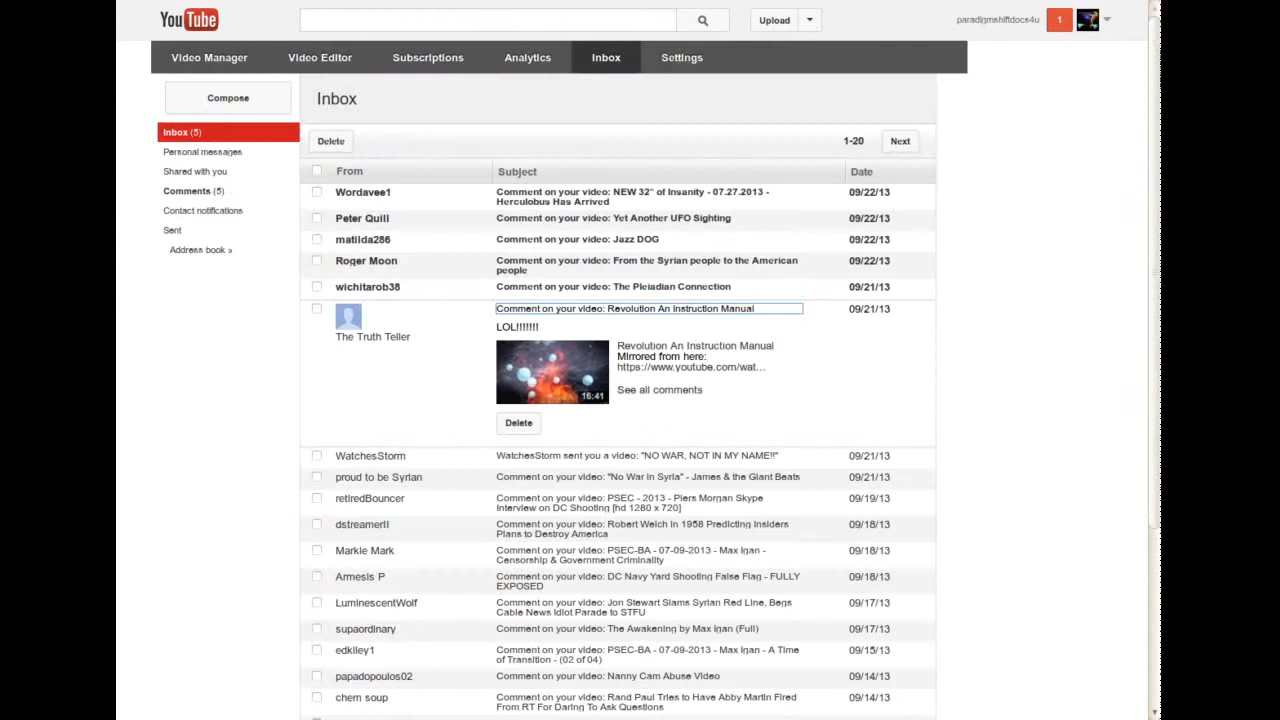 YouTube
Upload
paradigmshiftdocs4u
1
Video Manager
Video Editor
Subscriptions
Analytics
Inbox
Settings
Compose
Inbox (5)
Personal messages
Shared with you
Comments (5)
Contact notifications
Sent
Address book »
Inbox
Delete
1-20
Next
From
Subject
Date
Wordavee1
Comment on your video: NEW 32" of Insanity - 07.27.2013 -
Herculobus Has Arrived
09/22/13
Peter Quill
Comment on your video: Yet Another UFO Sighting
09/22/13
matilda286
Comment on your video: Jazz DOG
09/22/13
Roger Moon
Comment on your video: From the Syrian people to the American
people
09/22/13
wichitarob38
Comment on your video: The Pleiadian Connection
09/21/13
The Truth Teller
Comment on your video: Revolution An Instruction Manual
09/21/13
LOL!!!!!!!
16:41
Revolution An Instruction Manual
Mirrored from here:
https://www.youtube.com/wat...
See all comments
Delete
WatchesStorm
WatchesStorm sent you a video: "NO WAR, NOT IN MY NAME!!"
09/21/13
proud to be Syrian
Comment on your video: "No War in Syria" - James & the Giant Beats
09/21/13
retiredBouncer
Comment on your video: PSEC - 2013 - Piers Morgan Skype
Interview on DC Shooting [hd 1280 x 720]
09/19/13
dstreamerII
Comment on your video: Robert Welch in 1958 Predicting Insiders
Plans to Destroy America
09/18/13
Markie Mark
Comment on your video: PSEC-BA - 07-09-2013 - Max Igan -
Censorship & Government Criminality
09/18/13
Armesis P
Comment on your video: DC Navy Yard Shooting False Flag - FULLY
EXPOSED
09/18/13
LuminescentWolf
Comment on your video: Jon Stewart Slams Syrian Red Line, Begs
Cable News Idiot Parade to STFU
09/17/13
supaordinary
Comment on your video: The Awakening by Max Igan (Full)
09/17/13
edkiley1
Comment on your video: PSEC-BA - 07-09-2013 - Max Igan - A Time
of Transition - (02 of 04)
09/15/13
papadopoulos02
Comment on your video: Nanny Cam Abuse Video
09/14/13
chem soup
Comment on your video: Rand Paul Tries to Have Abby Martin Fired
From RT For Daring To Ask Questions
09/14/13